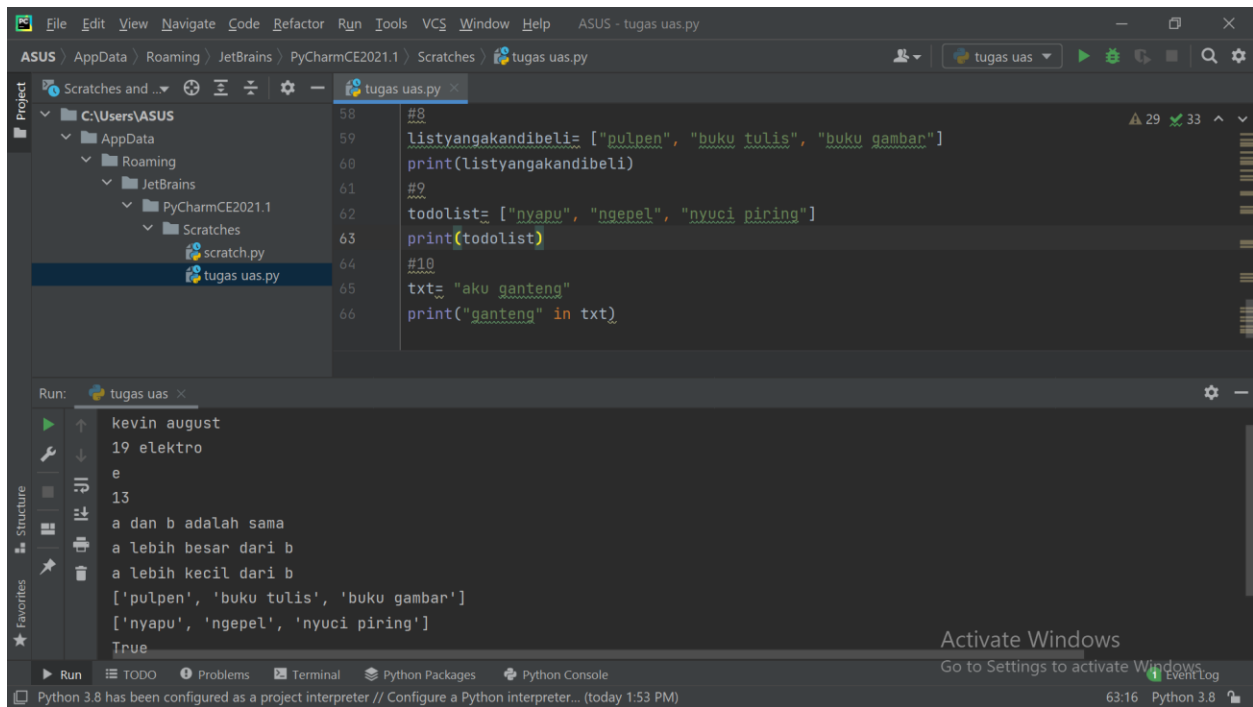 File Edit View Navigate Code Refactor Run Tools VCS Window Help ASUS - tugas uas.py
ASUS AppData Roaming JetBrains PyCharmCE2021.1 Scratches tugas uas.py
tugas uas
Project
Scratches and ..
tugas uas.py
C:\Users\ASUS
AppData
Roaming
JetBrains
PyCharmCE2021.1
Scratches
scratch.py
tugas uas.py
58 #8
59 listyangakandibeli= ["pulpen", "buku tulis", "buku gambar"]
60 print(listyangakandibeli)
61 #9
62 todolist= ["nyapu", "ngepel", "nyuci piring"]
63 print(todolist)
64 #10
65 txt= "aku ganteng"
66 print("ganteng" in txt)
29 33
Run: tugas uas
kevin august
19 elektro
e
13
a dan b adalah sama
a lebih besar dari b
a lebih kecil dari b
['pulpen', 'buku tulis', 'buku gambar']
['nyapu', 'ngepel', 'nyuci piring']
True
Structure
Favorites
Activate Windows
Go to Settings to activate Windows.
Run TODO Problems Terminal Python Packages Python Console
1 Event Log
Python 3.8 has been configured as a project interpreter // Configure a Python interpreter... (today 1:53 PM)
63:16 Python 3.8